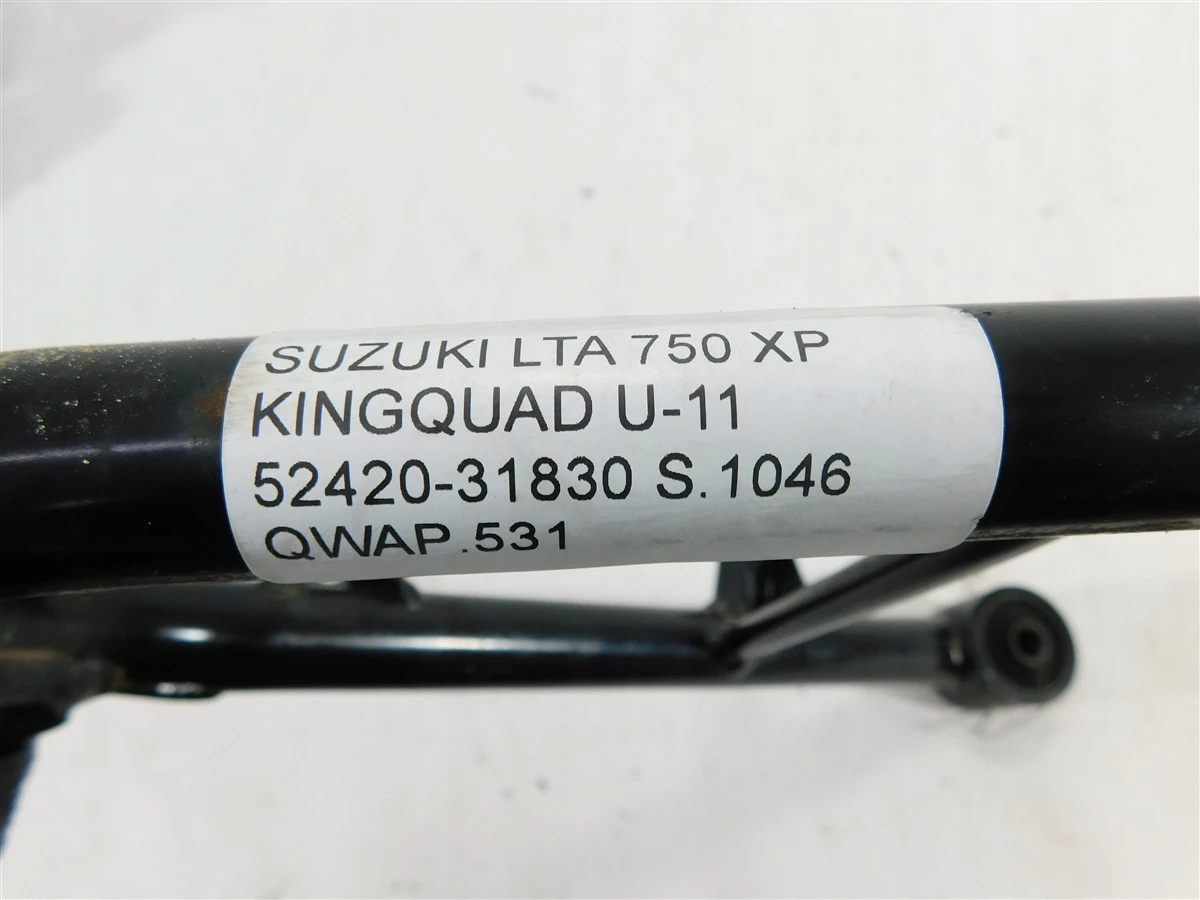 SUZUKI LTA 750 XP
KINGQUAD U-11
52420-31830 S.1046
QWAP.531